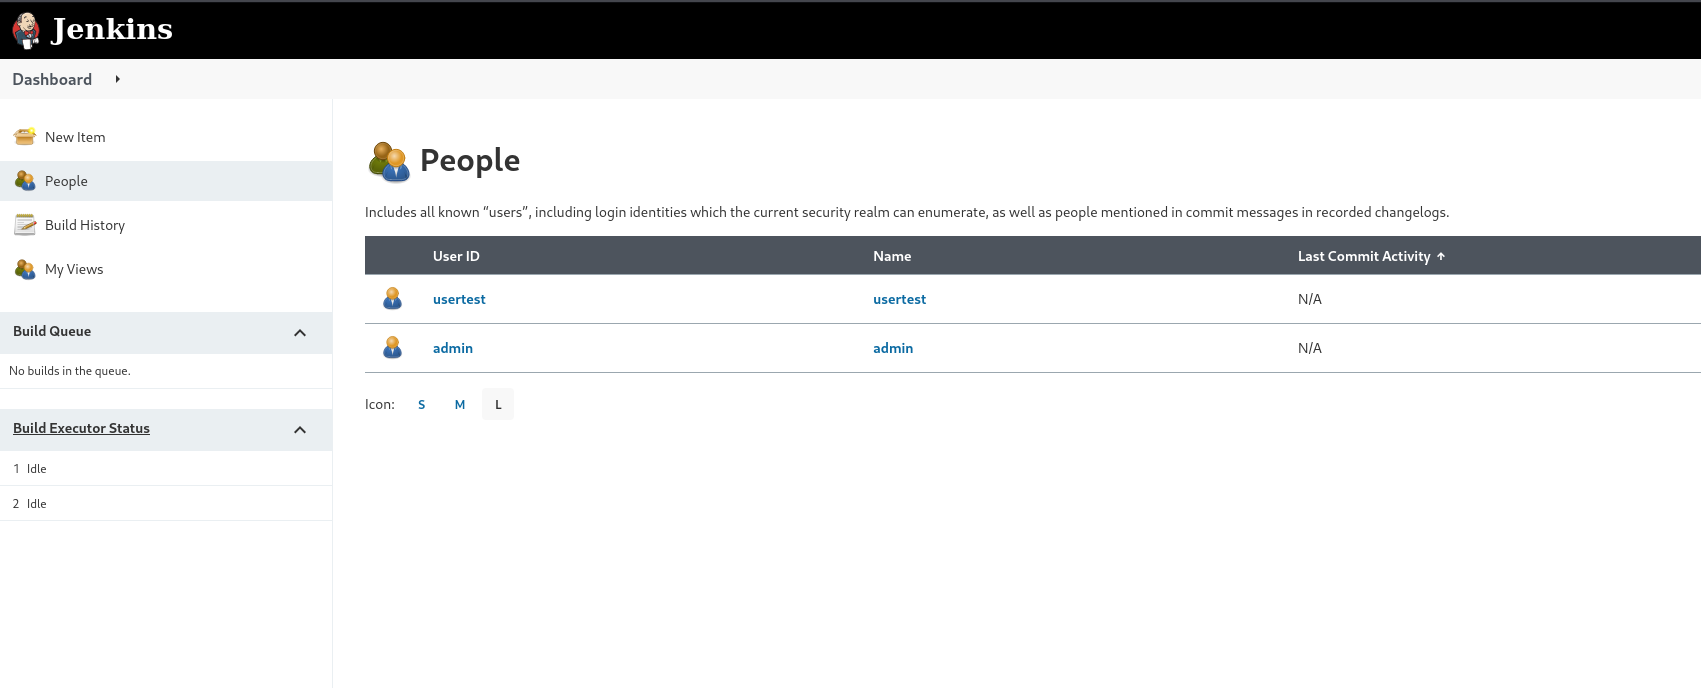 Jenkins
Dashboard
New Item
People
Build History
My Views
Build Queue
No builds in the queue.
Build Executor Status
1 Idle
2 Idle
People
Includes all known “users”, including login identities which the current security realm can enumerate, as well as people mentioned in commit messages in recorded changelogs.
User ID Name Last Commit Activity ↑
usertest usertest N/A
admin admin N/A
Icon: S M L